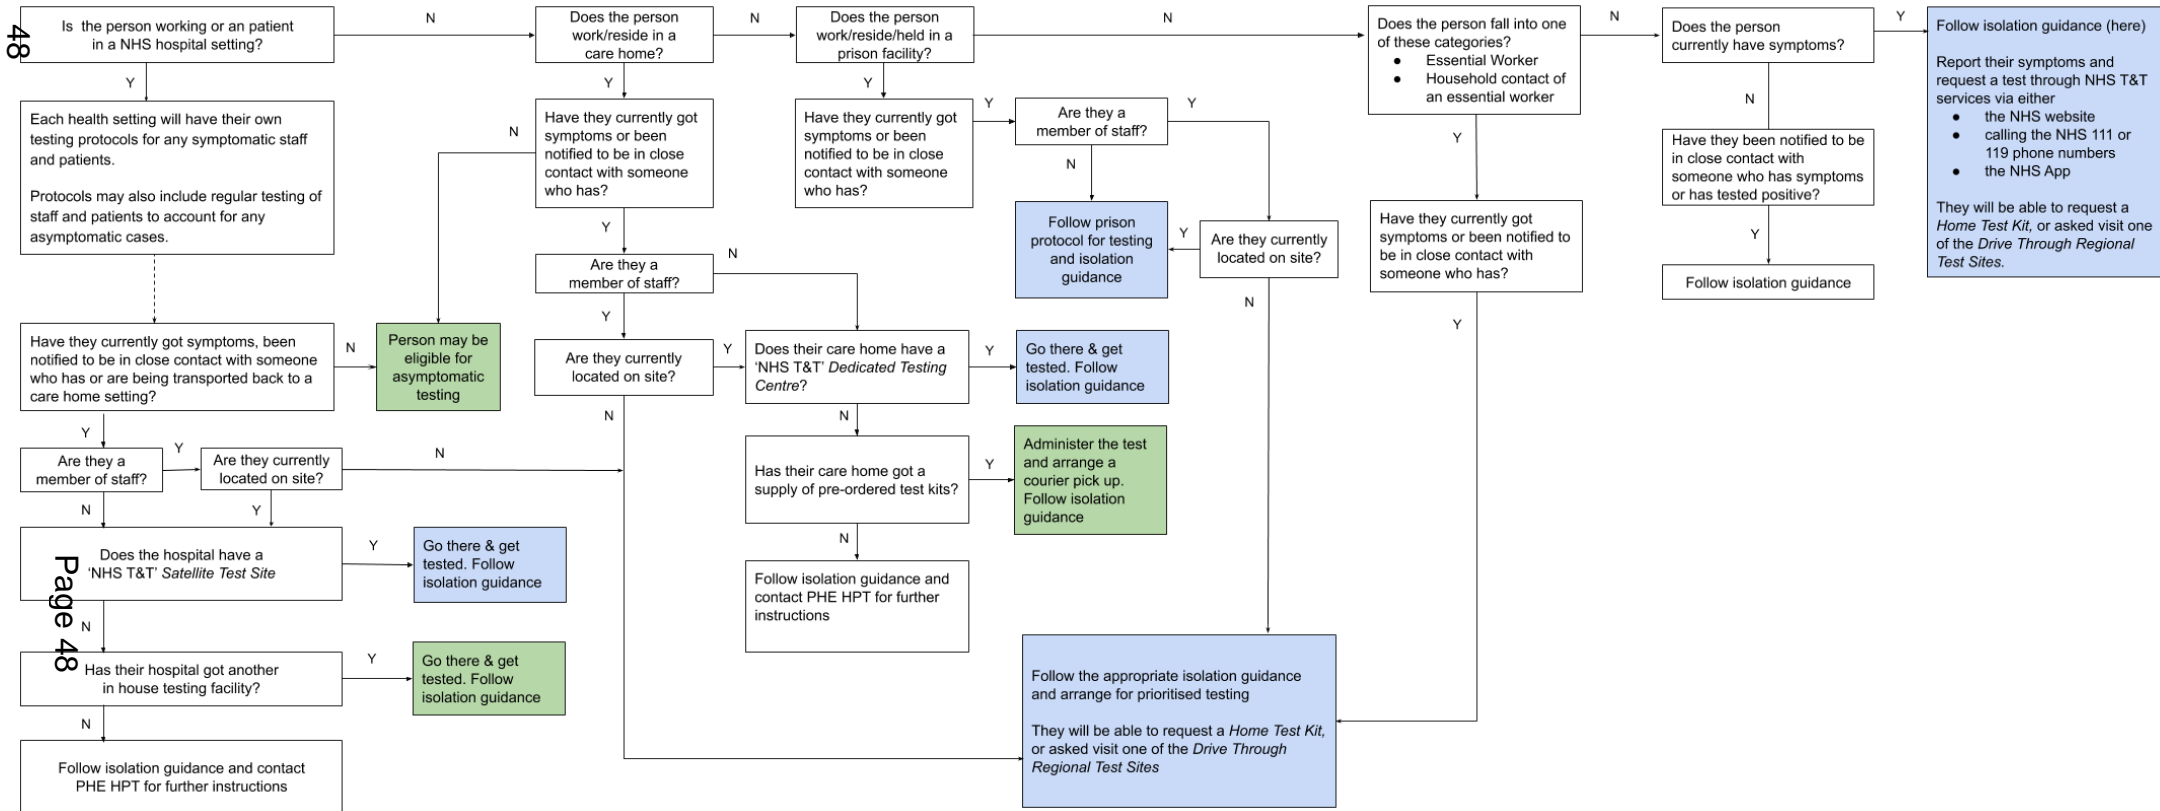 48
Is the person working or an patient
in a NHS hospital setting?
N
Does the person
work/reside in a
care home?
N
Does the person
work/reside/held in a
prison facility?
N
Does the person fall into one
of these categories?
● Essential Worker
● Household contact of
an essential worker
N
Does the person
currently have symptoms?
Y
Follow isolation guidance (here)
Report their symptoms and
request a test through NHS T&T
services via either
● the NHS website
● calling the NHS 111 or
119 phone numbers
● the NHS App
They will be able to request a
Home Test Kit, or asked visit one
of the Drive Through Regional
Test Sites.
Y
Each health setting will have their own
testing protocols for any symptomatic staff
and patients.
Protocols may also include regular testing of
staff and patients to account for any
asymptomatic cases.
Have they currently got symptoms, been
notified to be in close contact with someone
who has or are being transported back to a
care home setting?
N
Person may be
eligible for
asymptomatic
testing
Y
Are they a
member of staff?
Y
Are they currently
located on site?
N
N
Y
Does the hospital have a
'NHS T&T' Satellite Test Site
Y
Go there & get
tested. Follow
isolation guidance
N
Page 48
Has their hospital got another
in house testing facility?
Y
Go there & get
tested. Follow
isolation guidance
N
Follow isolation guidance and contact
PHE HPT for further instructions
Y
Have they currently got
symptoms or been
notified to be in close
contact with someone
who has?
N
Y
Are they a
member of staff?
N
Y
Are they currently
located on site?
Y
N
Does their care home have a
'NHS T&T' Dedicated Testing
Centre?
Y
Go there & get
tested. Follow
isolation guidance
N
Has their care home got a
supply of pre-ordered test kits?
Y
Administer the test
and arrange a
courier pick up.
Follow isolation
guidance
N
Follow isolation guidance and
contact PHE HPT for further
instructions
Y
Have they currently got
symptoms or been
notified to be in close
contact with someone
who has?
Y
Are they a
member of staff?
Y
N
Follow prison
protocol for testing
and isolation
guidance
Y
Are they currently
located on site?
N
Y
Have they currently got
symptoms or been notified to
be in close contact with
someone who has?
Y
Follow the appropriate isolation guidance
and arrange for prioritised testing
They will be able to request a Home Test Kit,
or asked visit one of the Drive Through
Regional Test Sites
N
Have they been notified to be
in close contact with
someone who has symptoms
or has tested positive?
Y
Follow isolation guidance